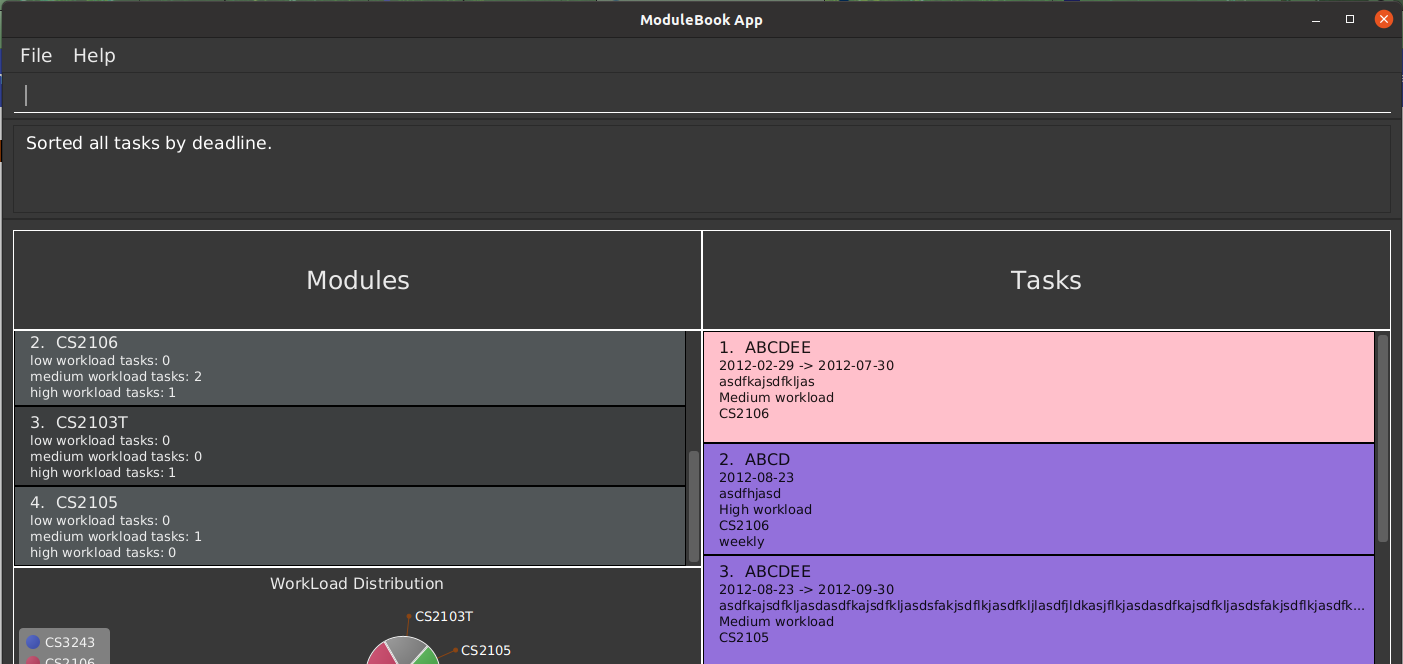 ModuleBook App
File Help
Sorted all tasks by deadline.
Modules
2. CS2106
low workload tasks: 0
medium workload tasks: 2
high workload tasks: 1
3. CS2103T
low workload tasks: 0
medium workload tasks: 0
high workload tasks: 1
4. CS2105
low workload tasks: 0
medium workload tasks: 1
high workload tasks: 0
WorkLoad Distribution
CS2103T
CS2105
CS3243
CS2106
Tasks
1. ABCDEE
2012-02-29 -> 2012-07-30
asdfkajsdfkljas
Medium workload
CS2106
2. ABCD
2012-08-23
asdfhjasd
High workload
CS2106
weekly
3. ABCDEE
2012-08-23 -> 2012-09-30
asdfkajsdfkljasdasdfkajsdfkljasdsfakjsdflkjasdfkljlasdfjldkasjflkjasdasdfkajsdfkljasdsfakjsdflkjasdfk...
Medium workload
CS2105